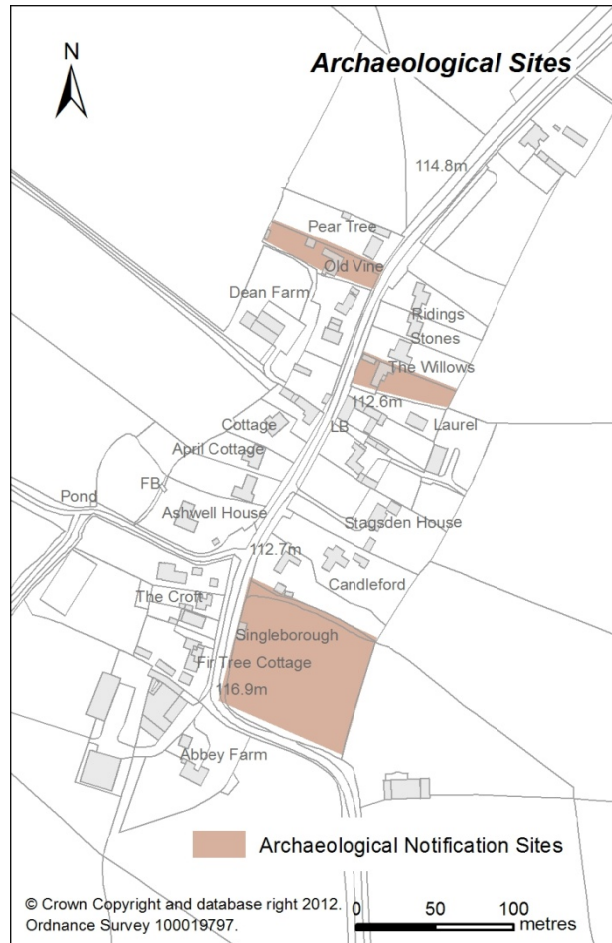 N
Archaeological Sites
114.8m
Pear Tree
Old Vine
Dean Farm
Ridings
Stones
The Willows
112.6m
Cottage
LB
Laurel
April Cottage
FB
Pond
Ashwell House
Stagsden House
112.7m
Candleford
The Croft
Singleborough
Fir Tree Cottage
116.9m
Abbey Farm
Archaeological Notification Sites
© Crown Copyright and database right 2012.
Ordnance Survey 100019797.
0 50 100
metres